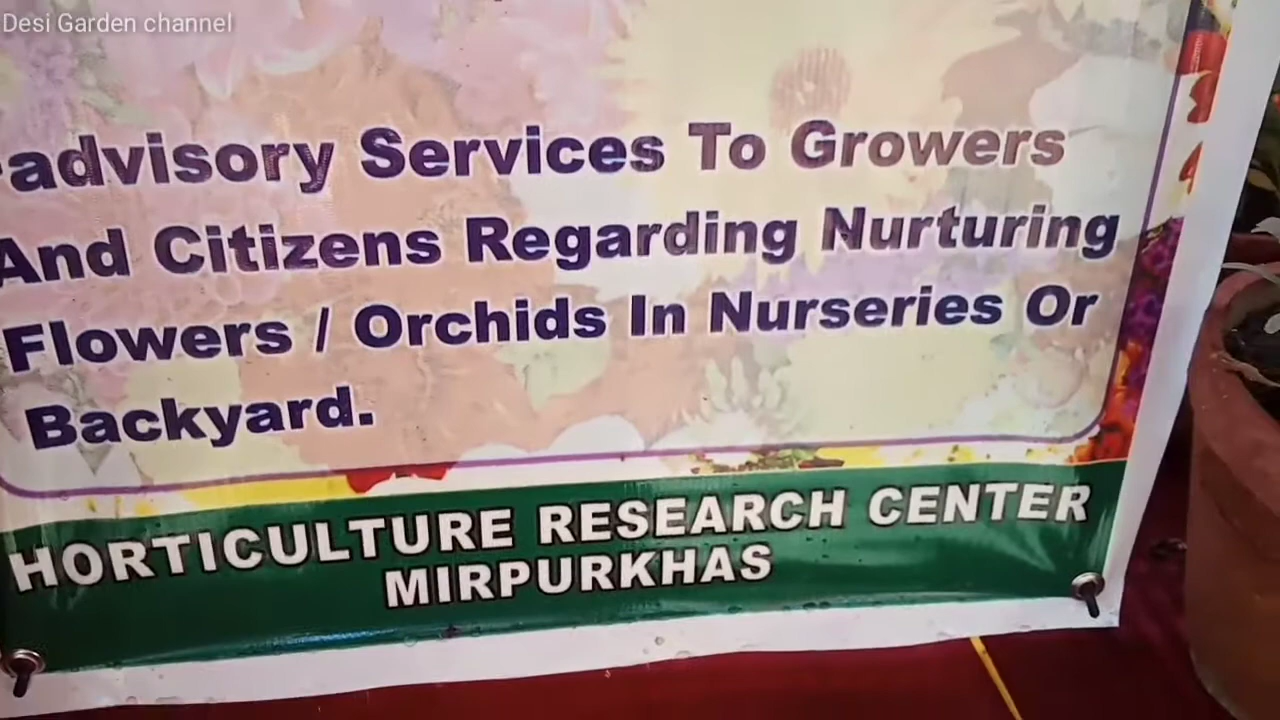 Desi Garden channel
-advisory Services To Growers
And Citizens Regarding Nurturing
Flowers / Orchids In Nurseries Or
Backyard.
HORTICULTURE RESEARCH CENTER
MIRPURKHAS